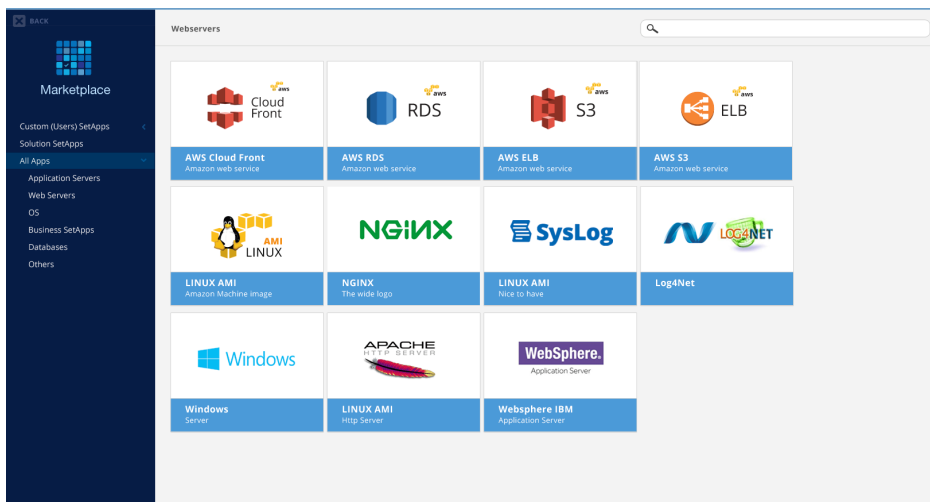 BACK
Marketplace
Custom (Users) SetApps
Solution SetApps
All Apps
Application Servers
Web Servers
OS
Business SetApps
Databases
Others
Webservers
aws
Cloud
Front
AWS Cloud Front
Amazon web service
aws
RDS
AWS RDS
Amazon web service
aws
S3
AWS ELB
Amazon web service
aws
ELB
AWS S3
Amazon web service
AMI
LINUX
LINUX AMI
Amazon Machine Image
NGiNX
NGINX
The wide logo
SysLog
LINUX AMI
Nice to have
LOG4NET
Log4Net
Windows
Windows
Server
APACHE
HTTP SERVER
LINUX AMI
Http Server
WebSphere.
Application Server
Websphere IBM
Application Server